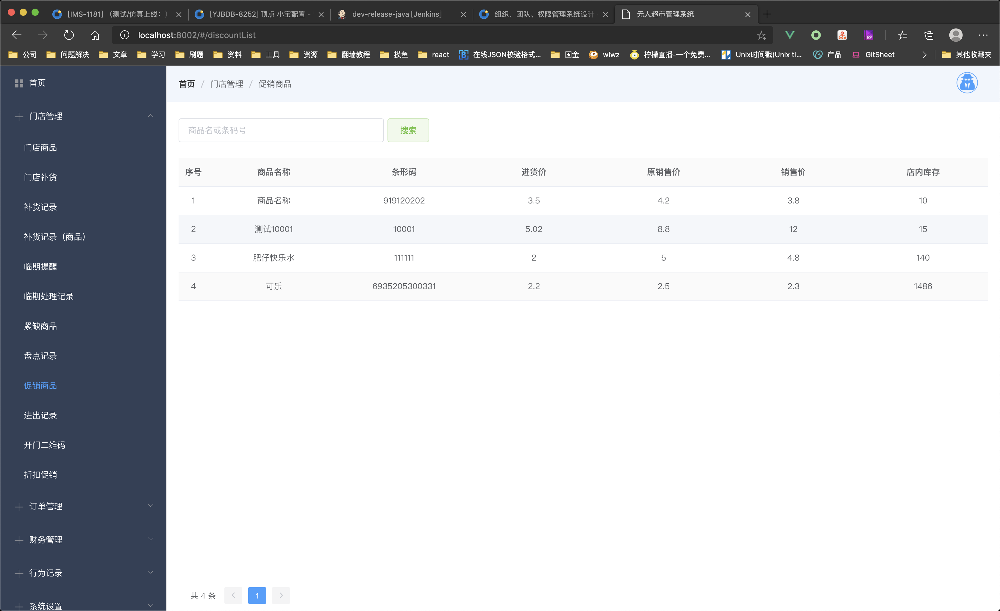 [IMS-1181] （测试/仿真上线：）
[YJBDB-8252] 顶点 小宝配置 -
dev-release-java [Jenkins]
组织、团队、权限管理系统设计
无人超市管理系统
localhost:8002/#/discountList
公司 问题解决 文章 学习 刷题 资料 工具 资源 翻墙教程 摸鱼 react 在线JSON校验格式... 国金 wlwz 柠檬直播-一个免费... Unix时间戳(Unix ti... 产品 GitSheet 其他收藏夹
首页
门店管理
门店商品
门店补货
补货记录
补货记录（商品）
临期提醒
临期处理记录
紧缺商品
盘点记录
促销商品
进出记录
开门二维码
折扣促销
订单管理
财务管理
行为记录
系统设置
首页 / 门店管理 / 促销商品
商品名或条码号 搜索
序号 商品名称 条形码 进货价 原销售价 销售价 店内库存
1 商品名称 919120202 3.5 4.2 3.8 10
2 测试10001 10001 5.02 8.8 12 15
3 肥仔快乐水 111111 2 5 4.8 140
4 可乐 6935205300331 2.2 2.5 2.3 1486
共 4 条 1